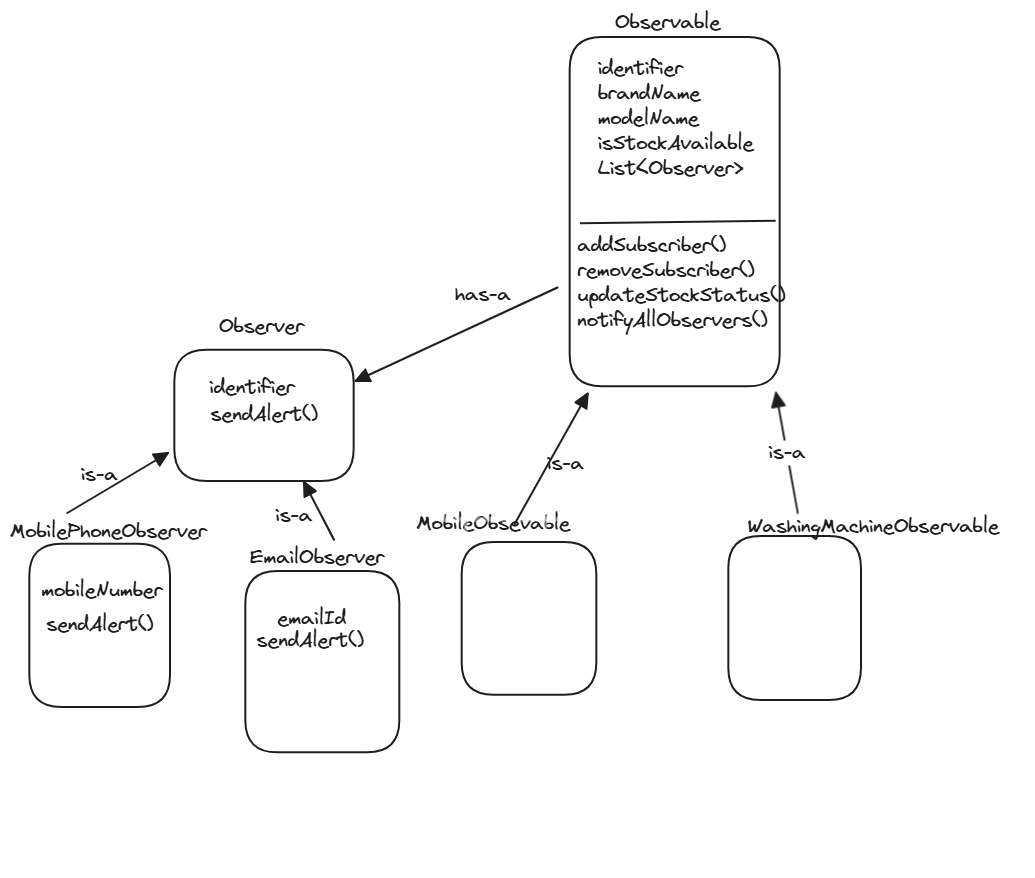 Observable
identifier
brandName
modelName
isStockAvailable
List<Observer>
addSubscriber()
removeSubscriber()
updateStockStatus()
notifyAllObservers()
has-a
Observer
identifier
sendAlert()
is-a
is-a
is-a
is-a
MobilePhoneObserver
mobileNumber
sendAlert()
EmailObserver
emailId
sendAlert()
MobileObsevable
WashingMachineObservable